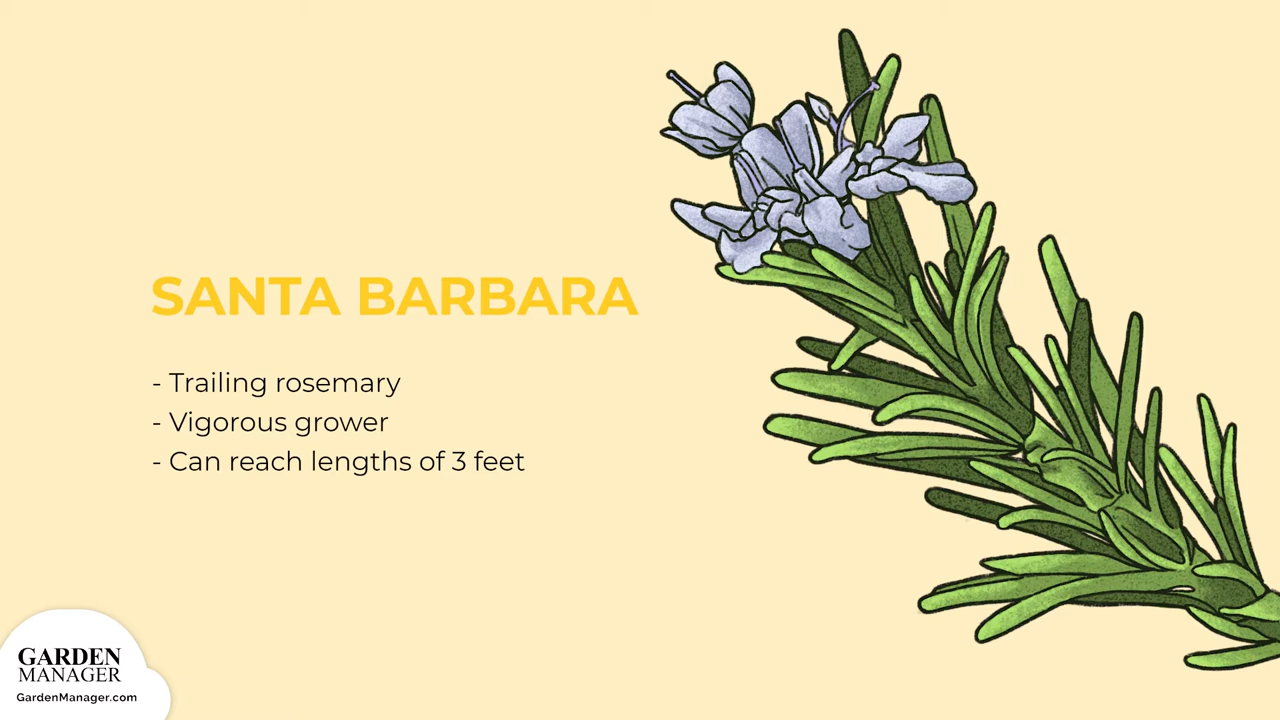 SANTA BARBARA
- Trailing rosemary
- Vigorous grower
- Can reach lengths of 3 feet
GARDEN
MANAGER
GardenManager.com